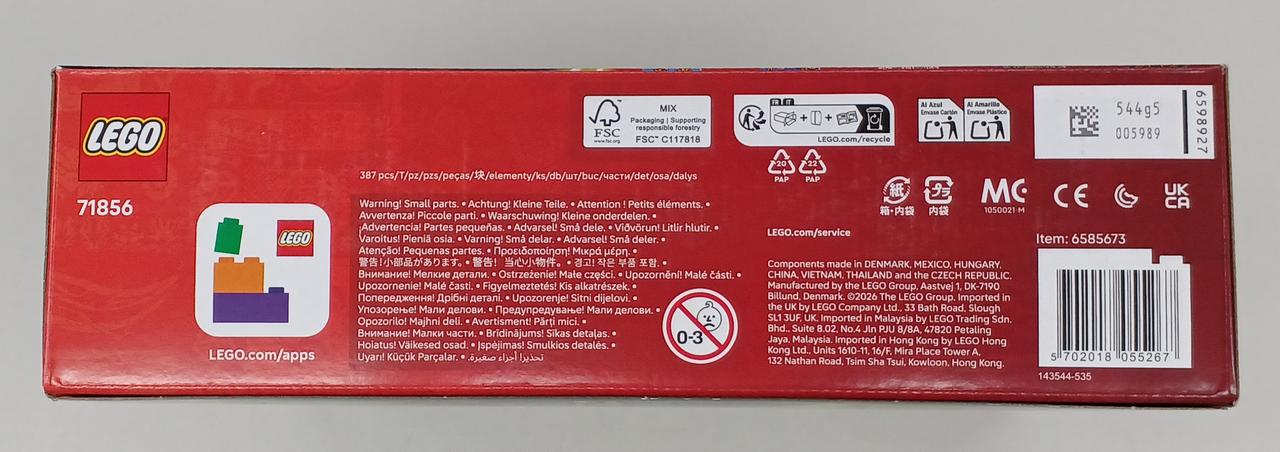 LEGO
71856
LEGO
LEGO.com/apps
387 pcs/T/pz/pzs/peças/块/elementy/ks/db/шт/buc/части/det/osa/dalys
Warning! Small parts. • Achtung! Kleine Teile. • Attention ! Petits éléments. •
Avvertenza! Piccole parti. • Waarschuwing! Kleine onderdelen. •
¡Advertencia! Partes pequeñas. • Advarsel! Små dele. • Viðvörun! Litlir hlutir. •
Varoitus! Pieniä osia. • Varning! Små delar. • Advarsel! Små deler. •
Atenção! Pequenas partes. • Προειδοποίηση! Μικρά μέρη. •
警告! 小部品があります。 • 警告! 当心小物件。 • 경고! 작은 부품 포함. •
Внимание! Мелкие детали. • Ostrzeżenie! Małe części. • Upozornění! Malé části. •
Upozornenie! Malé časti. • Figyelmeztetés! Kis alkatrészek. •
Попередження! Дрібні деталі. • Upozorenje! Sitni dijelovi. •
Упозорење! Мали делови. • Предупредување! Мали делови. •
Opozorilo! Majhni deli. • Avertisment! Părți mici. •
Внимание! Малки части. • Brīdinājums! Sīkas detaļas. •
Hoiatus! Väikesed osad. • Įspėjimas! Smulkios detalės. •
Uyarı! Küçük Parçalar. • تحذير! أجزاء صغيرة.
0-3
FSC
www.fsc.org
MIX
Packaging | Supporting
responsible forestry
FSC™ C117818
FR IT
LEGO.com/recycle
20
PAP
22
PAP
Al Azul
Envase Cartón
Al Amarillo
Envase Plástico
紙
箱・内袋
プラ
内袋
MC
1050021-M
CE
UK
CA
544g5
005989
6598927
LEGO.com/service
Components made in DENMARK, MEXICO, HUNGARY,
CHINA, VIETNAM, THAILAND and the CZECH REPUBLIC.
Manufactured by the LEGO Group, Aastvej 1, DK-7190
Billund, Denmark. ©2026 The LEGO Group. Imported in
the UK by LEGO Company Ltd., 33 Bath Road, Slough
SL1 3UF, UK. Imported in Malaysia by LEGO Trading Sdn.
Bhd., Suite 8.02, No.4 Jln PJU 8/8A, 47820 Petaling
Jaya, Malaysia. Imported in Hong Kong by LEGO Hong
Kong Ltd., Units 1610-11, 16/F, Mira Place Tower A,
132 Nathan Road, Tsim Sha Tsui, Kowloon, Hong Kong.
Item: 6585673
5 702018 055267
143544-535